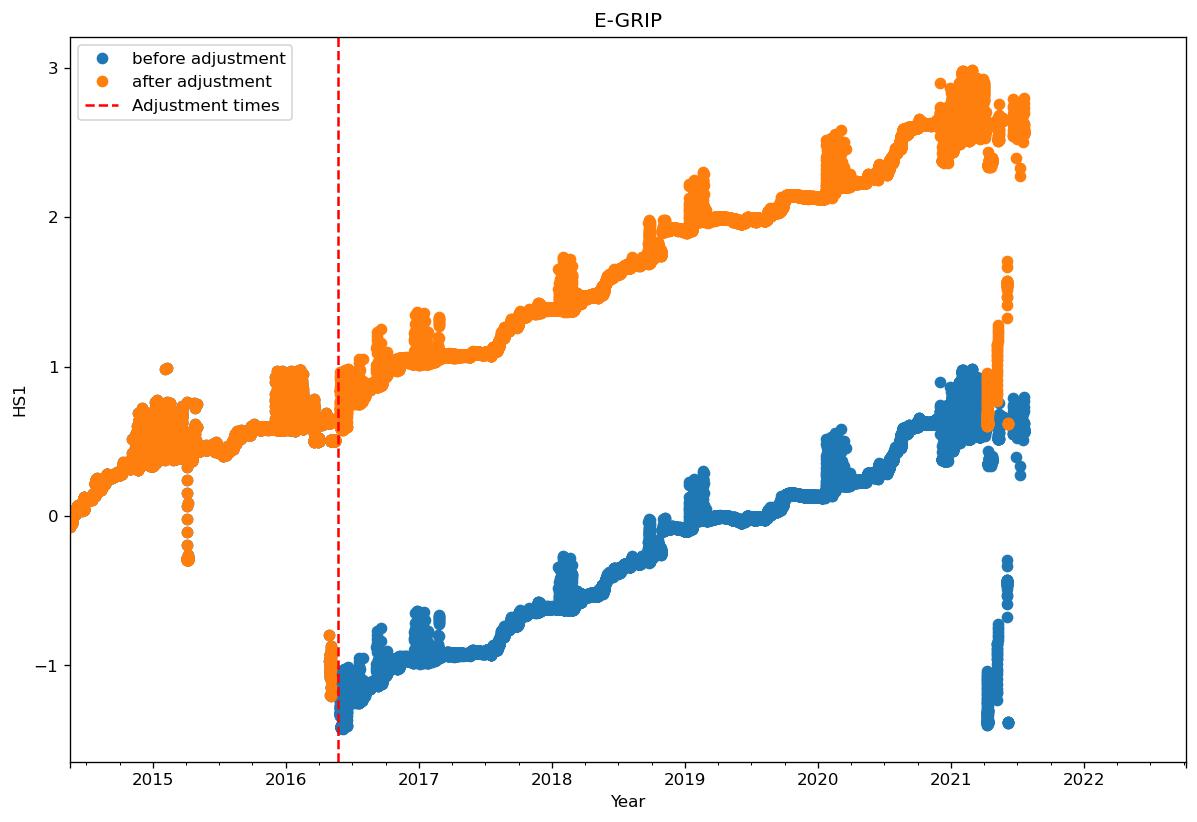 E-GRIP
before adjustment
after adjustment
Adjustment times
HS1
3
2
1
0
−1
2015 2016 2017 2018 2019 2020 2021 2022
Year